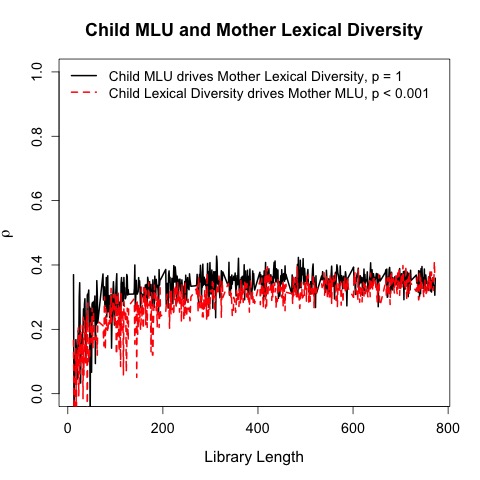 Child MLU and Mother Lexical Diversity
Child MLU drives Mother Lexical Diversity, p = 1
Child Lexical Diversity drives Mother MLU, p < 0.001
1.0
0.8
0.6
0.4
0.2
0.0
ρ
0 200 400 600 800
Library Length